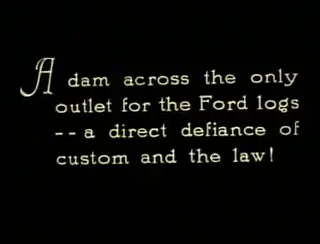 A dam across the only
outlet for the Ford logs
-- a direct defiance of
custom and the law!